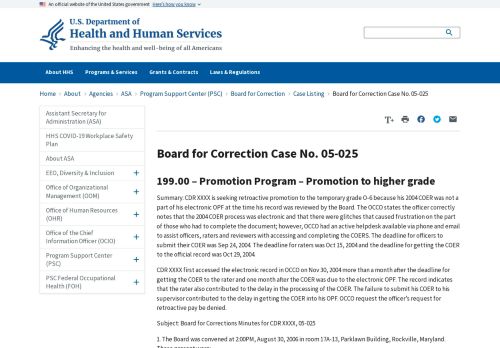 An official website of the United States government Here's how you know
U.S. Department of
Health and Human Services
Enhancing the health and well-being of all Americans
About HHS Programs & Services Grants & Contracts Laws & Regulations
Home > About > Agencies > ASA > Program Support Center (PSC) > Board for Correction > Case Listing > Board for Correction Case No. 05-025
Assistant Secretary for
Administration (ASA)
HHS COVID-19 Workplace Safety
Plan
About ASA
EEO, Diversity & Inclusion +
Office of Organizational
Management (OOM) +
Office of Human Resources
(OHR) +
Office of the Chief
Information Officer (OCIO) +
Program Support Center
(PSC) +
PSC Federal Occupational
Health (FOH) +
T+
Board for Correction Case No. 05-025
199.00 – Promotion Program – Promotion to higher grade
Summary: CDR XXXX is seeking retroactive promotion to the temporary grade O-6 because his 2004 COER was not
a part of his electronic OPF at the time his record was reviewed by the Board. The OCCO states the officer correctly
notes that the 2004 COER process was electronic and that there were glitches that caused frustration on the part
of those who had to complete the document; however, OCCO had an active helpdesk available via phone and
email to assist officers, raters and reviewers with accessing and completing the COERS. The deadline for officers to
submit their COER was Sep 24, 2004. The deadline for raters was Oct 15, 2004 and the deadline for getting the COER
to the official record was Oct 29, 2004
CDR XXXX first accessed the electronic record in OCCO on Nov 30, 2004 more than a month after the deadline for
getting the COER to the rater and one month after the COER was due to the electronic OPF. The record indicates
that the rater also contributed to the delay in the processing of the COER. The failure to submit his COER to his
supervisor contributed to the delay in getting the COER into his OPF. OCCO request the officer's request for
retroactive pay be denied.
Subject: Board for Corrections Minutes for CDR XXXX, 05-025
1. The Board was convened at 2:00PM, August 30, 2006 in room 17A-13, Parklawn Building, Rockville, Maryland.